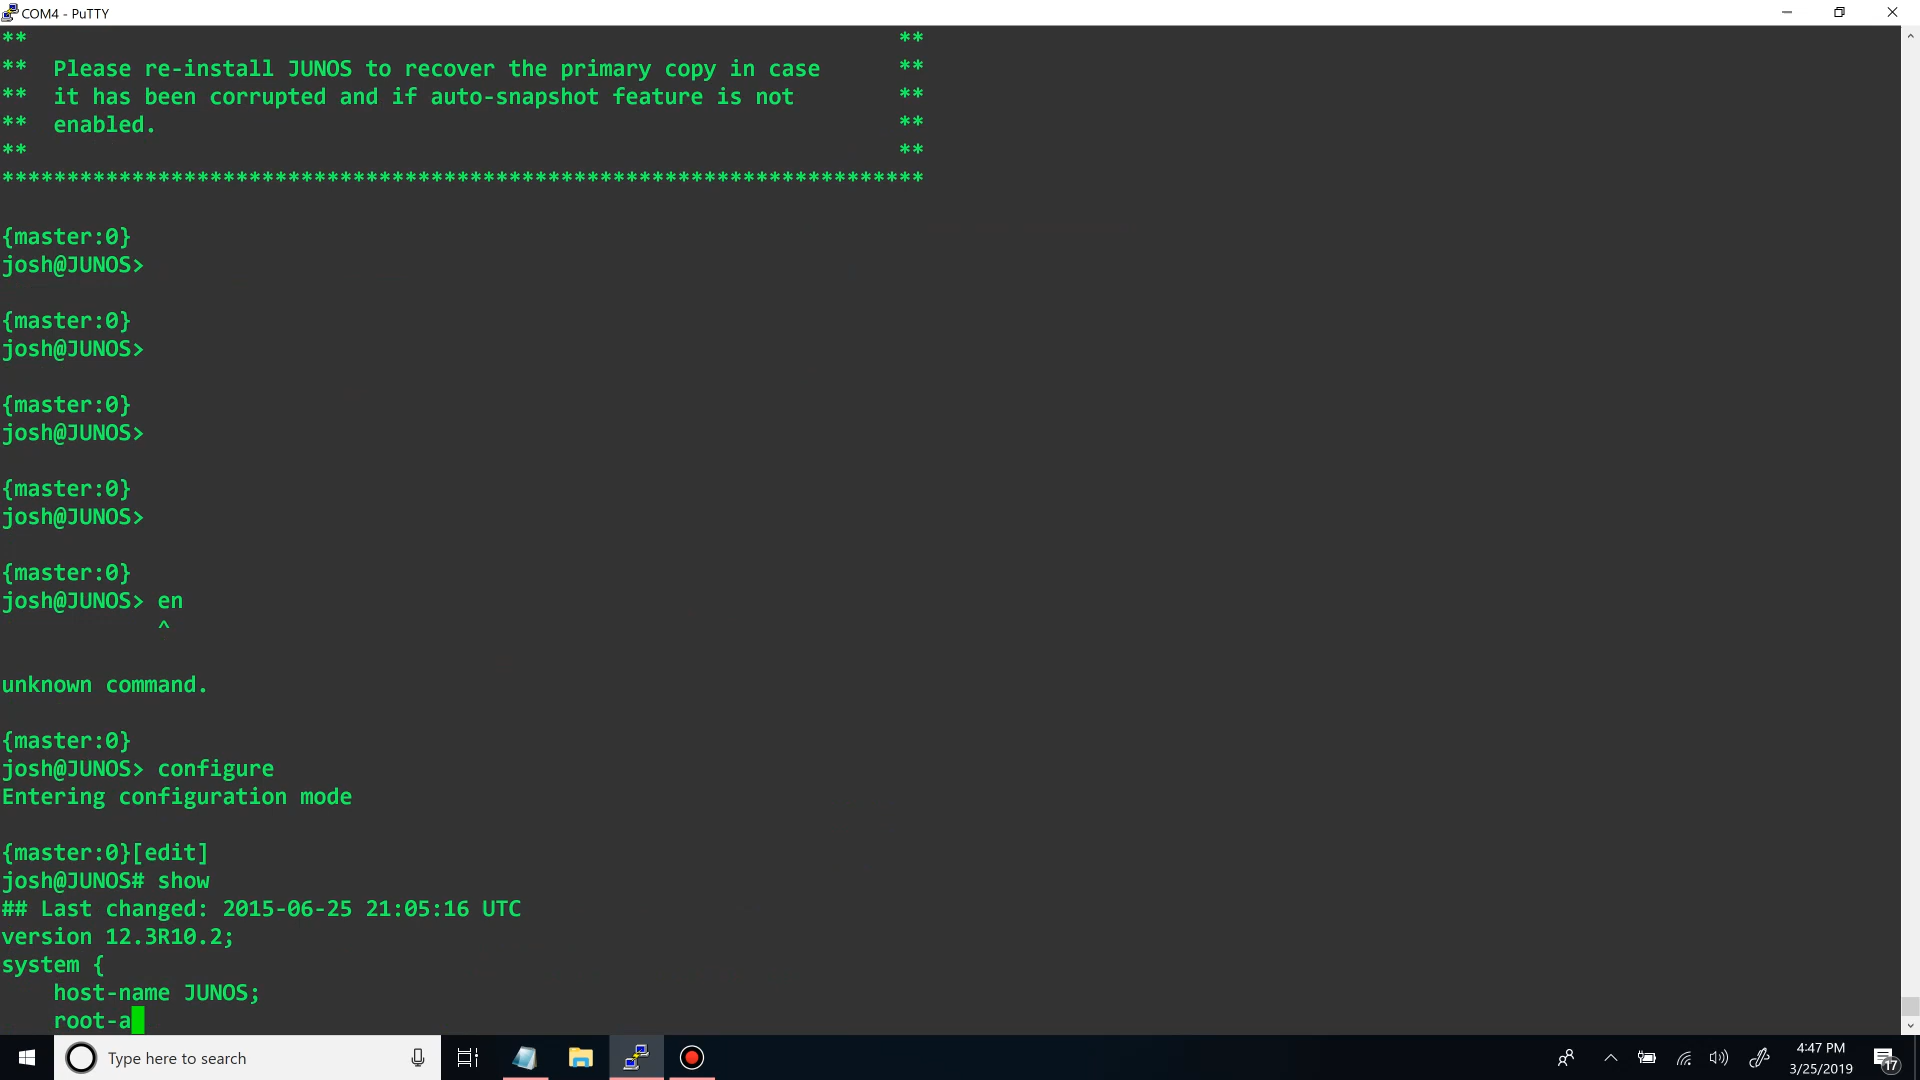 COM4 - PuTTY
** **
** Please re-install JUNOS to recover the primary copy in case **
** it has been corrupted and if auto-snapshot feature is not **
** enabled. **
** **
***********************************************************************
{master:0}
josh@JUNOS>
{master:0}
josh@JUNOS>
{master:0}
josh@JUNOS>
{master:0}
josh@JUNOS>
{master:0}
josh@JUNOS> en
^
unknown command.
{master:0}
josh@JUNOS> configure
Entering configuration mode
{master:0}[edit]
josh@JUNOS# show
## Last changed: 2015-06-25 21:05:16 UTC
version 12.3R10.2;
system {
host-name JUNOS;
root-a
Type here to search
4:47 PM
3/25/2019
17